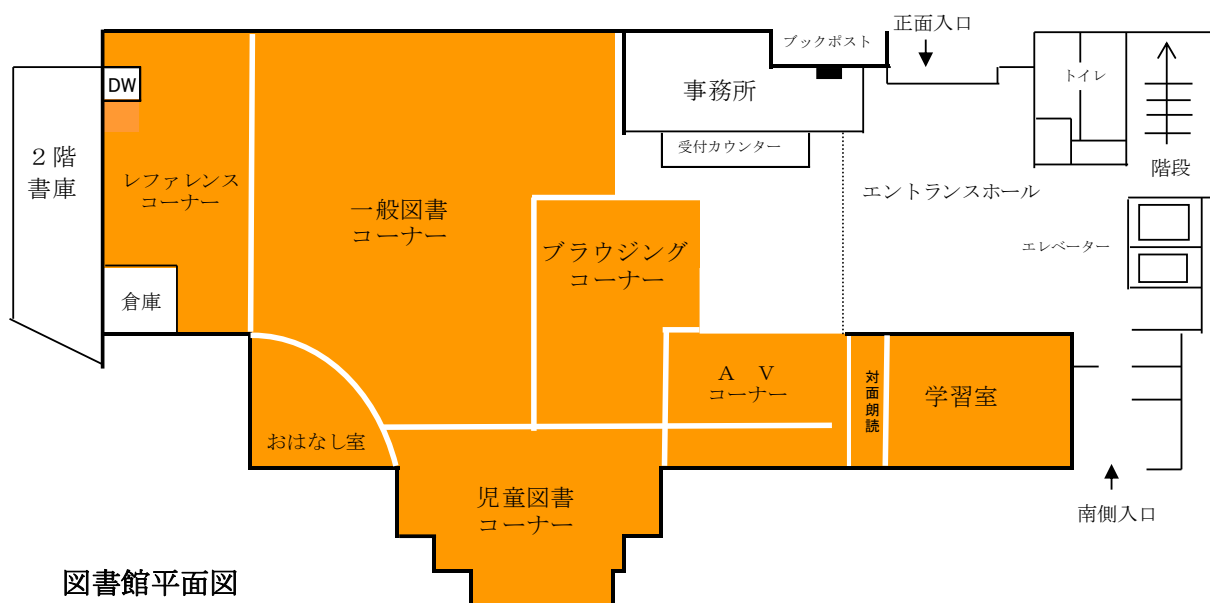 正面入口
ブックポスト
トイレ
DW
事務所
受付カウンター
２階
書庫
階段
レファレンス
コーナー
エントランスホール
一般図書
コーナー
ブラウジング
コーナー
エレベーター
倉庫
Ａ　Ｖ
コーナー
対面朗読
学習室
おはなし室
児童図書
コーナー
南側入口
図書館平面図